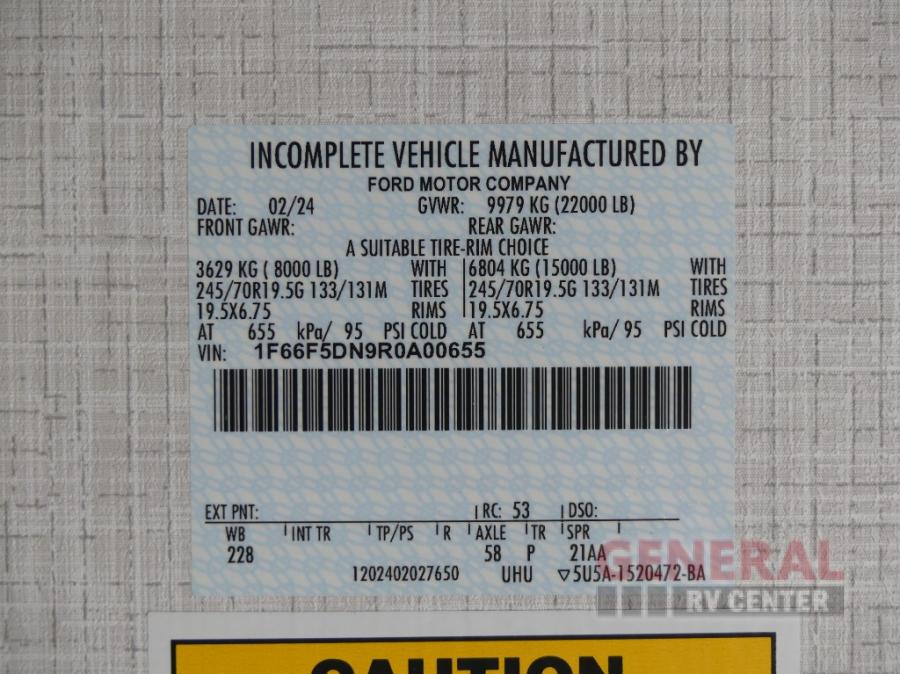 INCOMPLETE VEHICLE MANUFACTURED BY
FORD MOTOR COMPANY
DATE: 02/24 GVWR: 9979 KG (22000 LB)
FRONT GAWR: REAR GAWR:
A SUITABLE TIRE-RIM CHOICE
3629 KG ( 8000 LB) WITH 6804 KG (15000 LB) WITH
245/70R19.5G 133/131M TIRES 245/70R19.5G 133/131M TIRES
19.5X6.75 RIMS 19.5X6.75 RIMS
AT 655 kPa/ 95 PSI COLD AT 655 kPa/ 95 PSI COLD
VIN: 1F66F5DN9R0A00655
EXT PNT: RC: 53 DSO:
WB INT TR TP/PS R AXLE TR SPR
228 58 P 21AA
1202402027650 UHU ▽5U5A-1520472-BA
GENERAL
RV CENTER
CAUTION